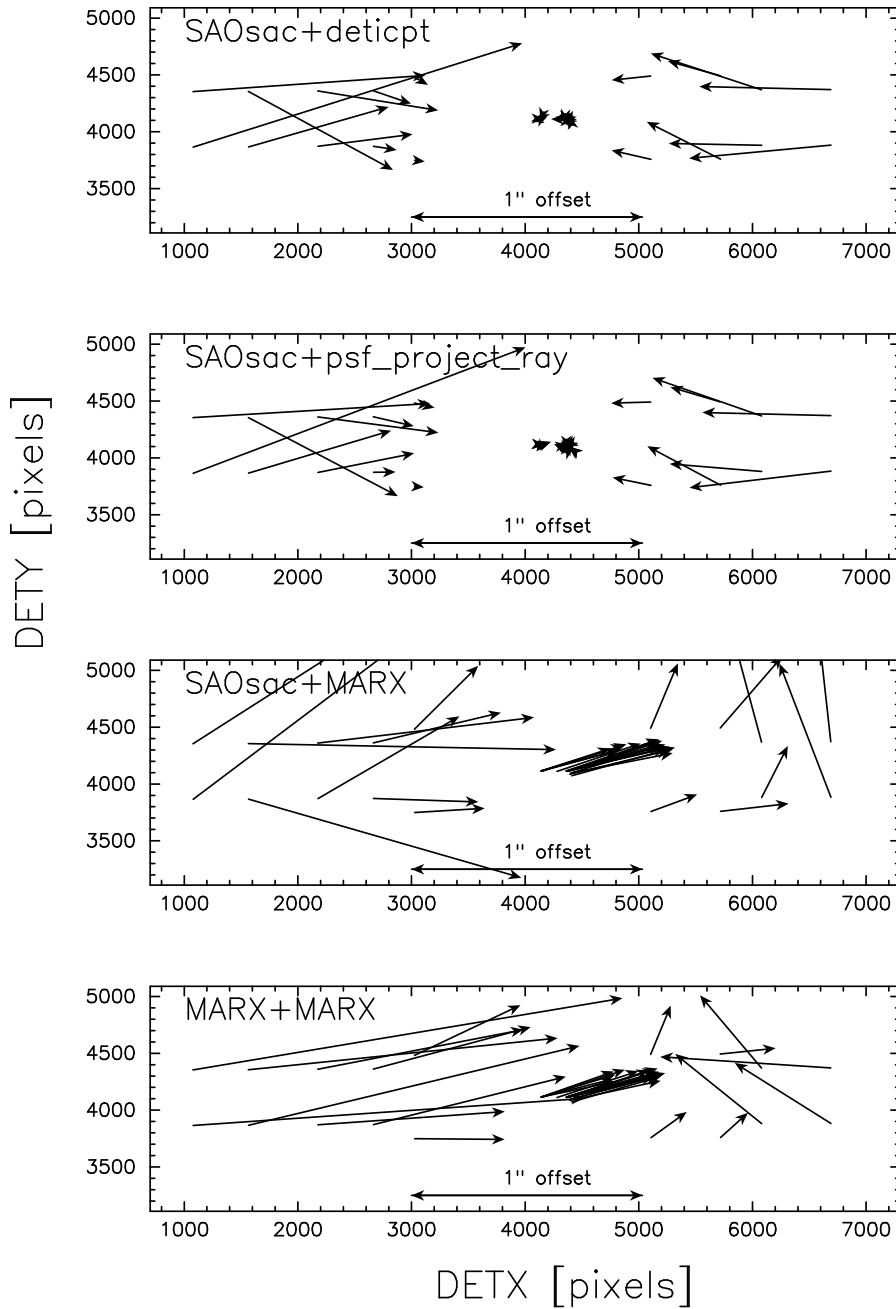 5000
4500
4000
3500
SAOsac+deticpt
1" offset
1000 2000 3000 4000 5000 6000 7000
5000
4500
4000
3500
SAOsac+psf_project_ray
1" offset
1000 2000 3000 4000 5000 6000 7000
DETY [pixels]
5000
4500
4000
3500
SAOsac+MARX
1" offset
1000 2000 3000 4000 5000 6000 7000
5000
4500
4000
3500
MARX+MARX
1" offset
1000 2000 3000 4000 5000 6000 7000
DETX [pixels]